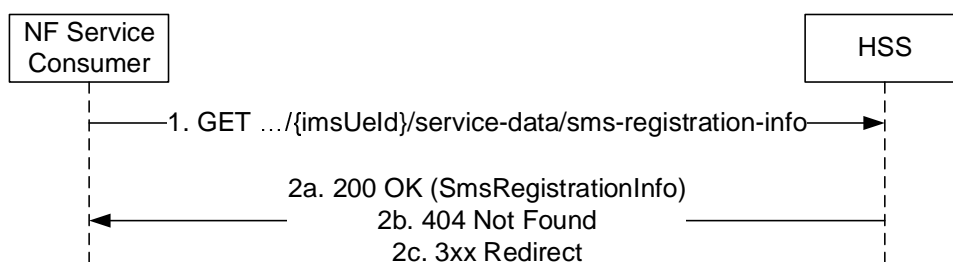 NF Service
Consumer
HSS
1. GET …/{imsUeId}/service-data/sms-registration-info
2a. 200 OK (SmsRegistrationInfo)
2b. 404 Not Found
2c. 3xx Redirect